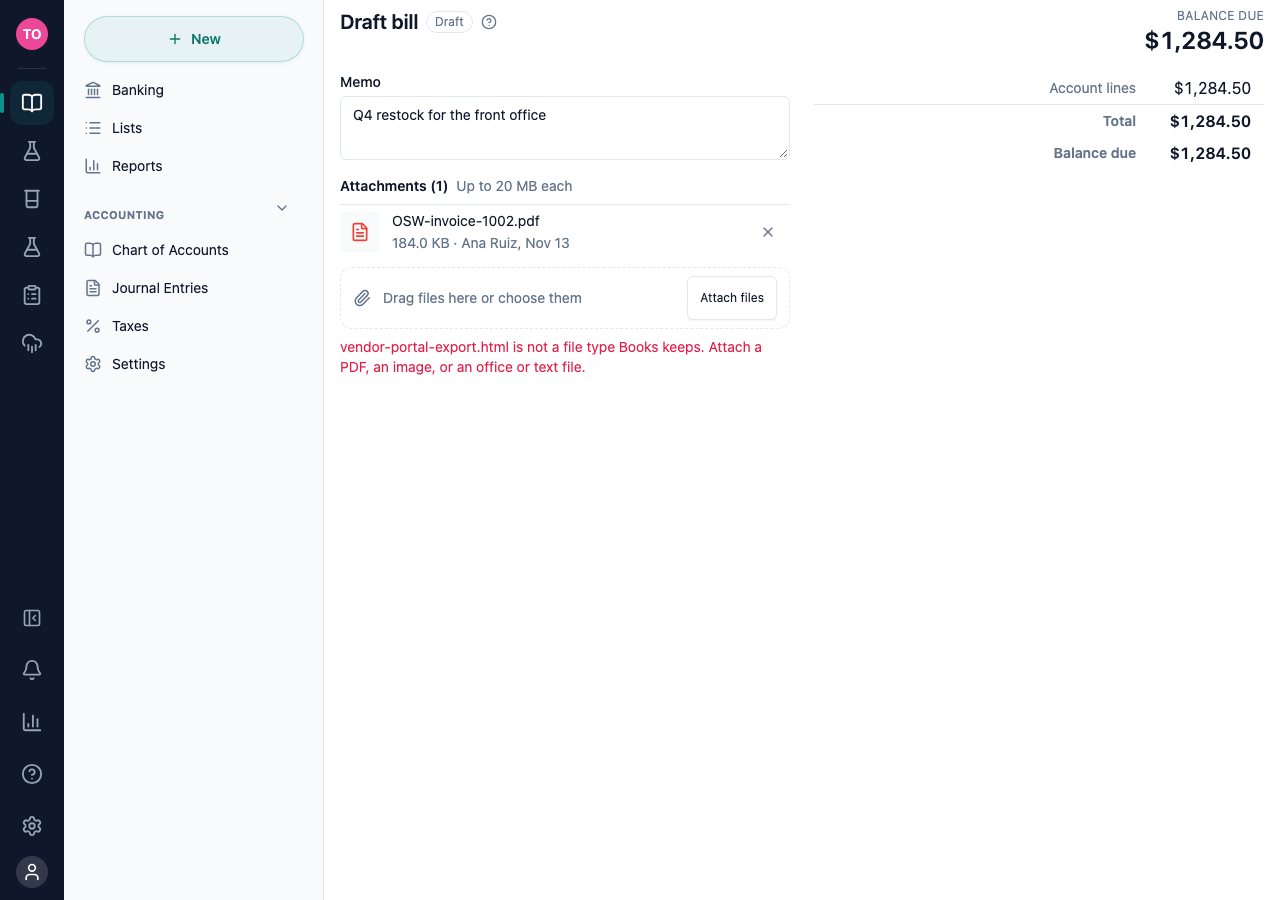 TO
New
Banking
Lists
Reports
ACCOUNTING
Chart of Accounts
Journal Entries
Taxes
Settings
Draft bill
Draft
BALANCE DUE
$1,284.50
Memo
Q4 restock for the front office
Account lines $1,284.50
Total $1,284.50
Balance due $1,284.50
Attachments (1) Up to 20 MB each
OSW-invoice-1002.pdf
184.0 KB · Ana Ruiz, Nov 13
Drag files here or choose them
Attach files
vendor-portal-export.html is not a file type Books keeps. Attach a
PDF, an image, or an office or text file.